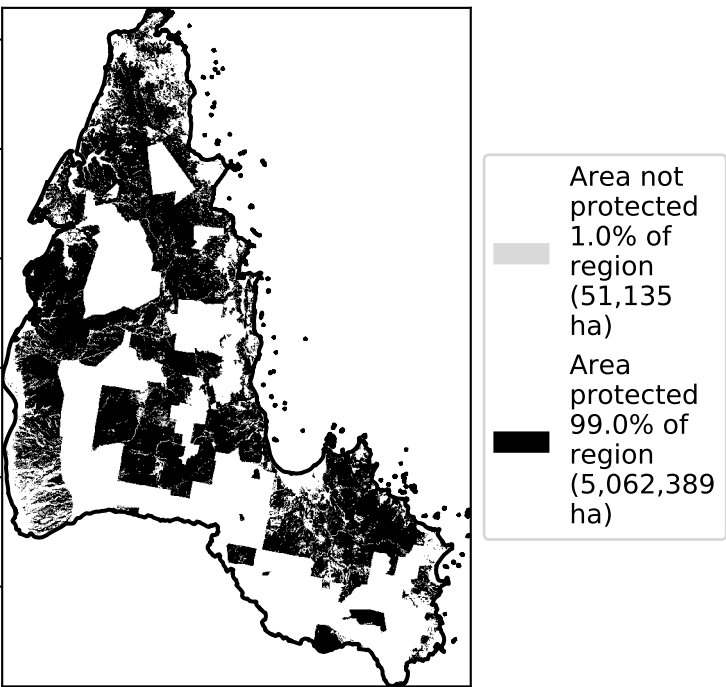 Area not
protected
1.0% of
region
(51,135
ha)
Area
protected
99.0% of
region
(5,062,389
ha)